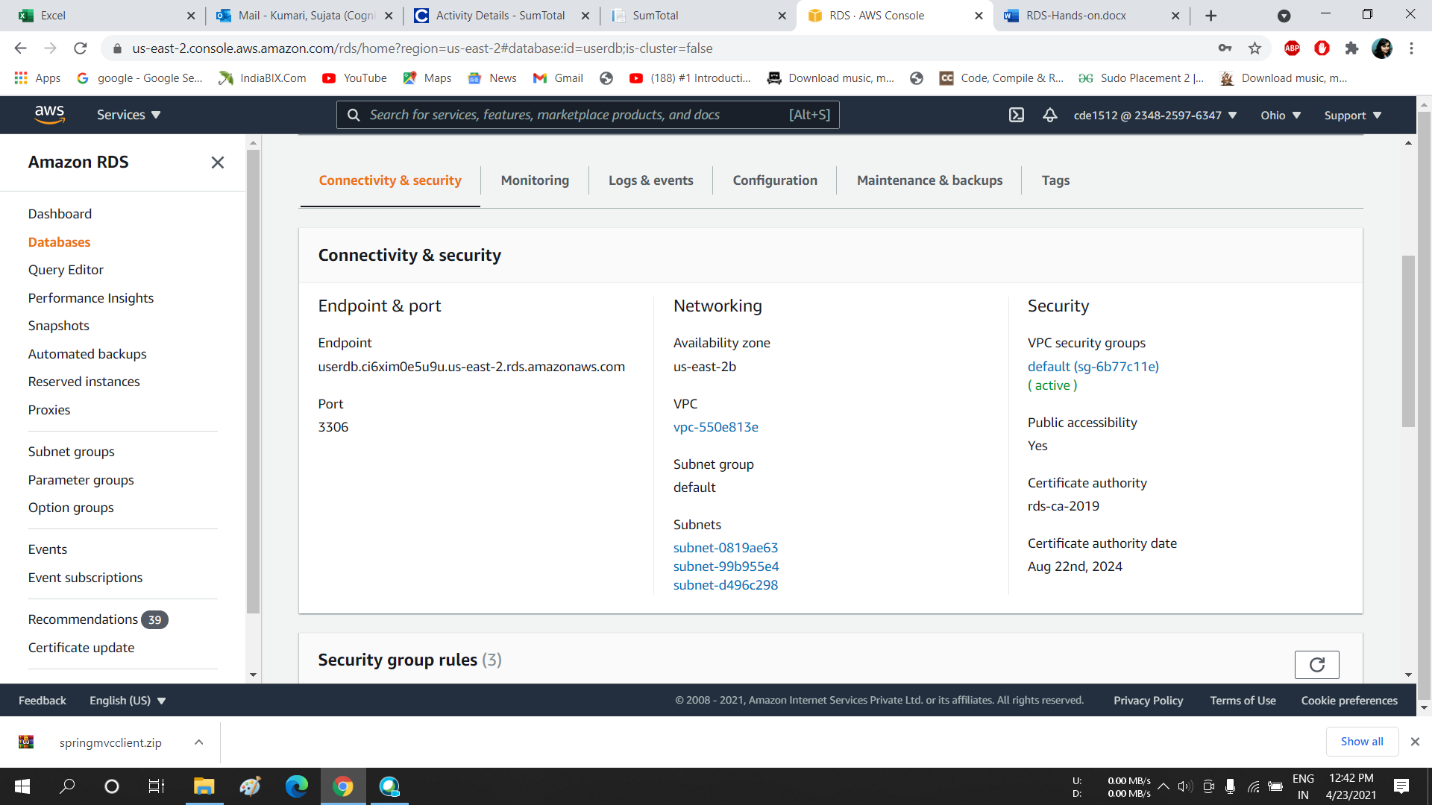 Excel
Mail - Kumari, Sujata (Cogni
Activity Details - SumTotal
SumTotal
RDS · AWS Console
RDS-Hands-on.docx
us-east-2.console.aws.amazon.com/rds/home?region=us-east-2#database:id=userdb;is-cluster=false
ABP
Apps
google - Google Se...
IndiaBIX.Com
YouTube
Maps
News
Gmail
(188) #1 Introducti...
Download music, m...
Code, Compile & R...
Sudo Placement 2 |...
Download music, m...
aws
Services
Search for services, features, marketplace products, and docs
[Alt+S]
cde1512 @ 2348-2597-6347
Ohio
Support
Amazon RDS
Dashboard
Databases
Query Editor
Performance Insights
Snapshots
Automated backups
Reserved instances
Proxies
Subnet groups
Parameter groups
Option groups
Events
Event subscriptions
Recommendations 39
Certificate update
Connectivity & security
Monitoring
Logs & events
Configuration
Maintenance & backups
Tags
Connectivity & security
Endpoint & port
Endpoint
userdb.ci6xim0e5u9u.us-east-2.rds.amazonaws.com
Port
3306
Networking
Availability zone
us-east-2b
VPC
vpc-550e813e
Subnet group
default
Subnets
subnet-0819ae63
subnet-99b955e4
subnet-d496c298
Security
VPC security groups
default (sg-6b77c11e)
( active )
Public accessibility
Yes
Certificate authority
rds-ca-2019
Certificate authority date
Aug 22nd, 2024
Security group rules (3)
Feedback
English (US)
© 2008 - 2021, Amazon Internet Services Private Ltd. or its affiliates. All rights reserved.
Privacy Policy
Terms of Use
Cookie preferences
springmvcclient.zip
Show all
U: 0.00 MB/s
D: 0.00 MB/s
ENG
IN
12:42 PM
4/23/2021